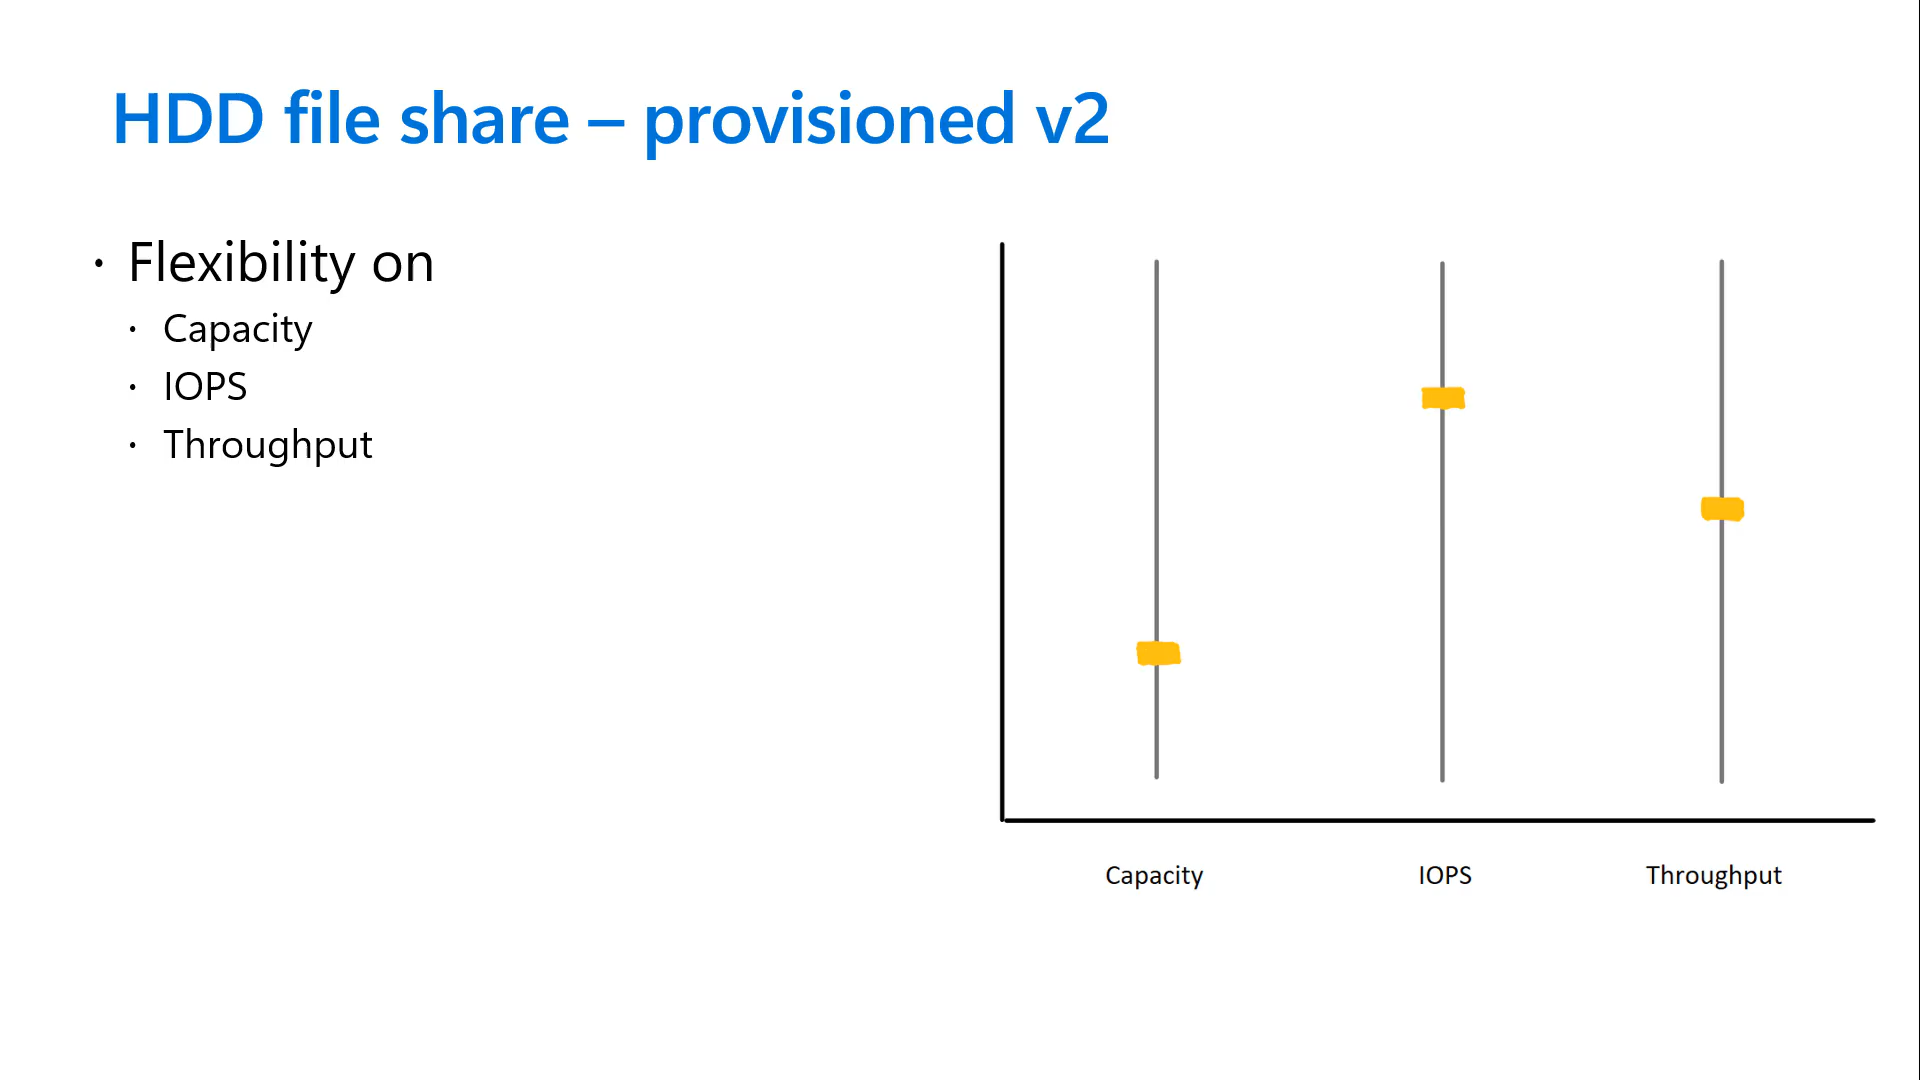 HDD file share – provisioned v2
• Flexibility on
• Capacity
• IOPS
• Throughput
Capacity IOPS Throughput